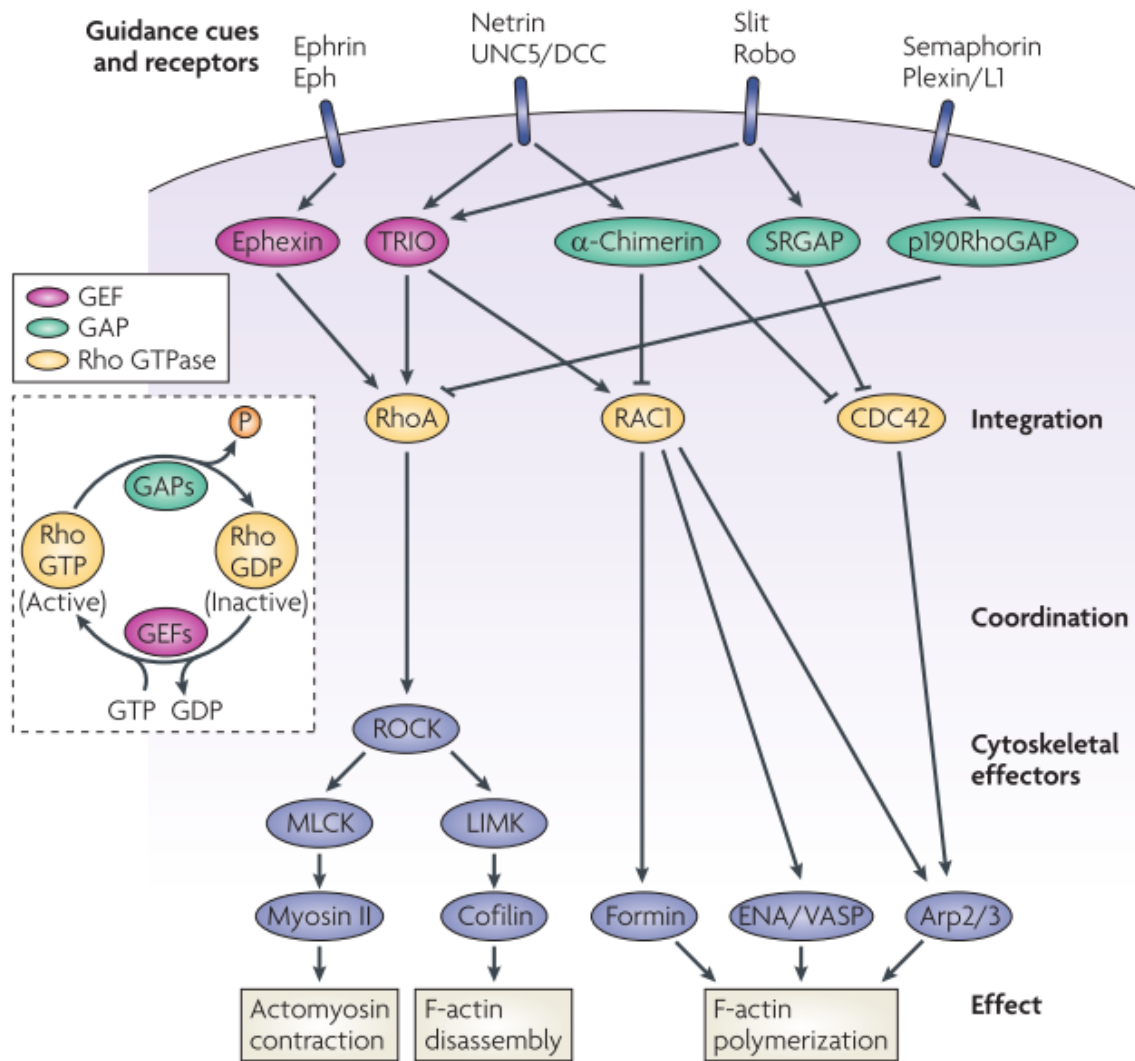 Guidance cues
and receptors
Ephrin
Eph
Netrin
UNC5/DCC
Slit
Robo
Semaphorin
Plexin/L1
Ephexin
TRIO
α-Chimerin
SRGAP
p190RhoGAP
GEF
GAP
Rho GTPase
RhoA
RAC1
CDC42
Integration
P
GAPs
Rho
GTP
(Active)
Rho
GDP
(Inactive)
GEFs
GTP
GDP
Coordination
ROCK
Cytoskeletal
effectors
MLCK
LIMK
Myosin II
Cofilin
Formin
ENA/VASP
Arp2/3
Actomyosin
contraction
F-actin
disassembly
F-actin
polymerization
Effect